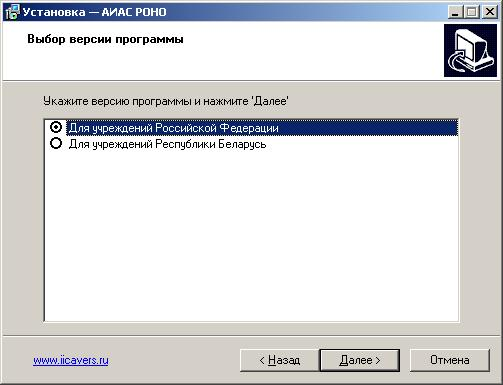 Установка — АИАС РОНО
Выбор версии программы
Укажите версию программы и нажмите 'Далее'
Для учреждений Российской Федерации
Для учреждений Республики Беларусь
www.iicavers.ru
< Назад
Далее >
Отмена